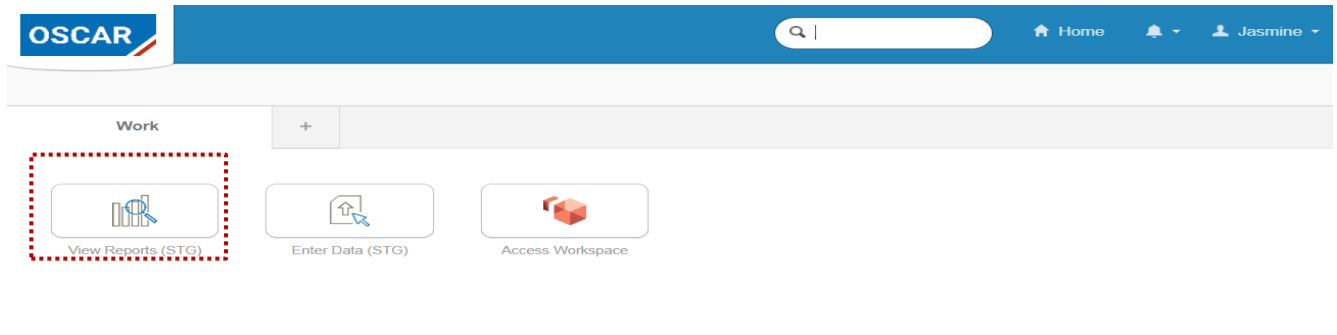 OSCAR
Home
Jasmine
Work
+
View Reports (STG)
Enter Data (STG)
Access Workspace